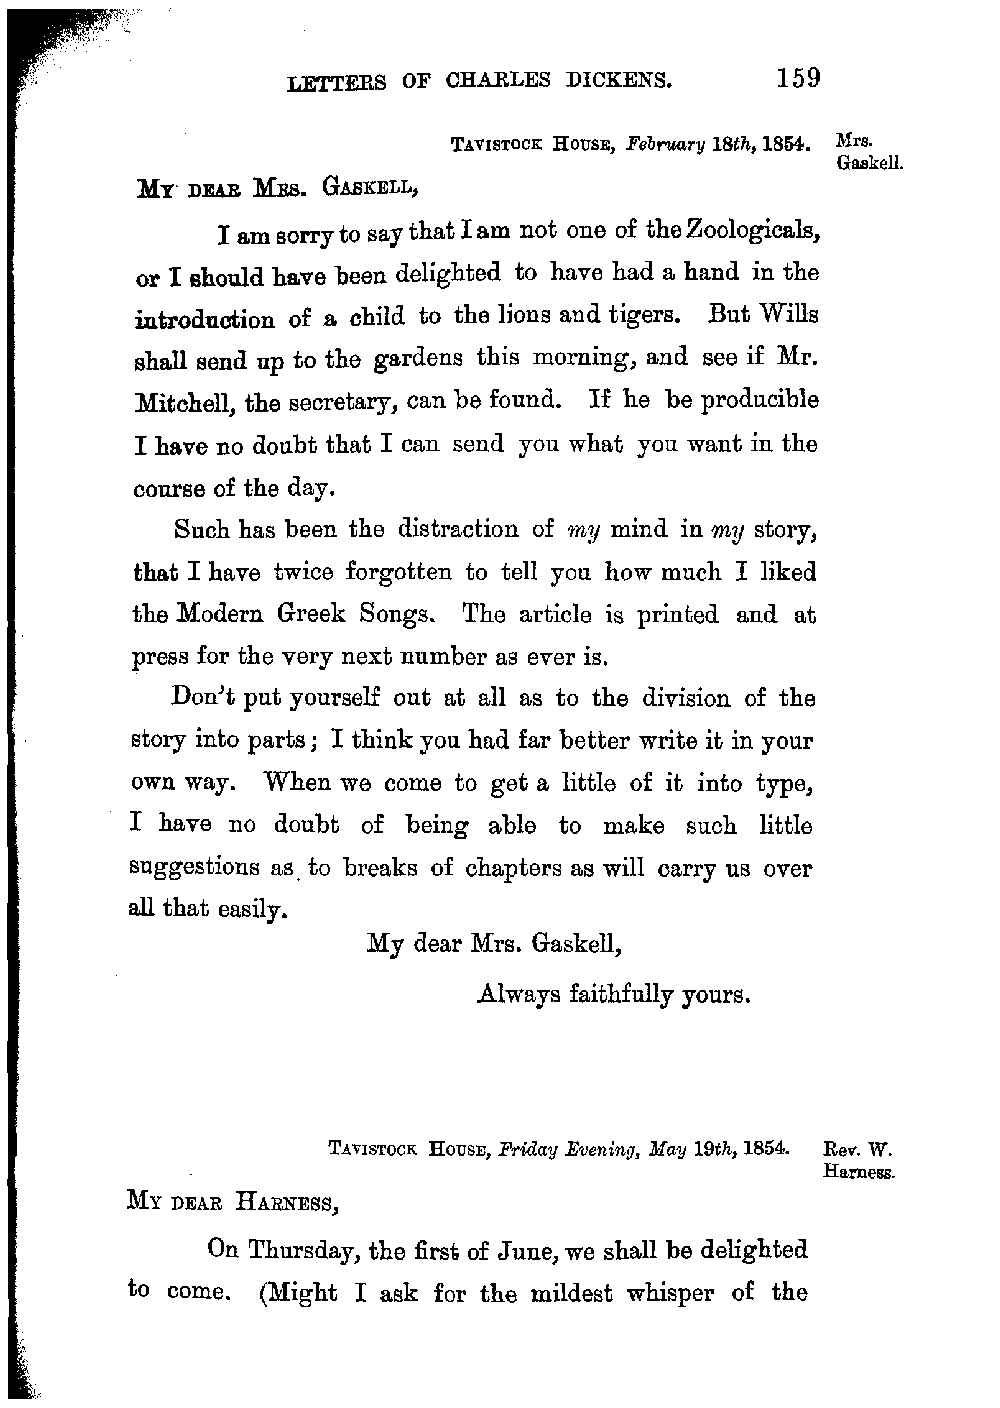 LETTERS OF CHARLES DICKENS. 159
TAVISTOCK HOUSE, February 18th, 1854. Mrs.
Gaskell.
MY DEAR MRS. GASKELL,
I am sorry to say that I am not one of the Zoologicals,
or I should have been delighted to have had a hand in the
introduction of a child to the lions and tigers. But Wills
shall send up to the gardens this morning, and see if Mr.
Mitchell, the secretary, can be found. If he be producible
I have no doubt that I can send you what you want in the
course of the day.
Such has been the distraction of my mind in my story,
that I have twice forgotten to tell you how much I liked
the Modern Greek Songs. The article is printed and at
press for the very next number as ever is.
Don't put yourself out at all as to the division of the
story into parts; I think you had far better write it in your
own way. When we come to get a little of it into type,
I have no doubt of being able to make such little
suggestions as to breaks of chapters as will carry us over
all that easily.
My dear Mrs. Gaskell,
Always faithfully yours.
TAVISTOCK HOUSE, Friday Evening, May 19th, 1854. Rev. W.
Harness.
MY DEAR HARNESS,
On Thursday, the first of June, we shall be delighted
to come. (Might I ask for the mildest whisper of the